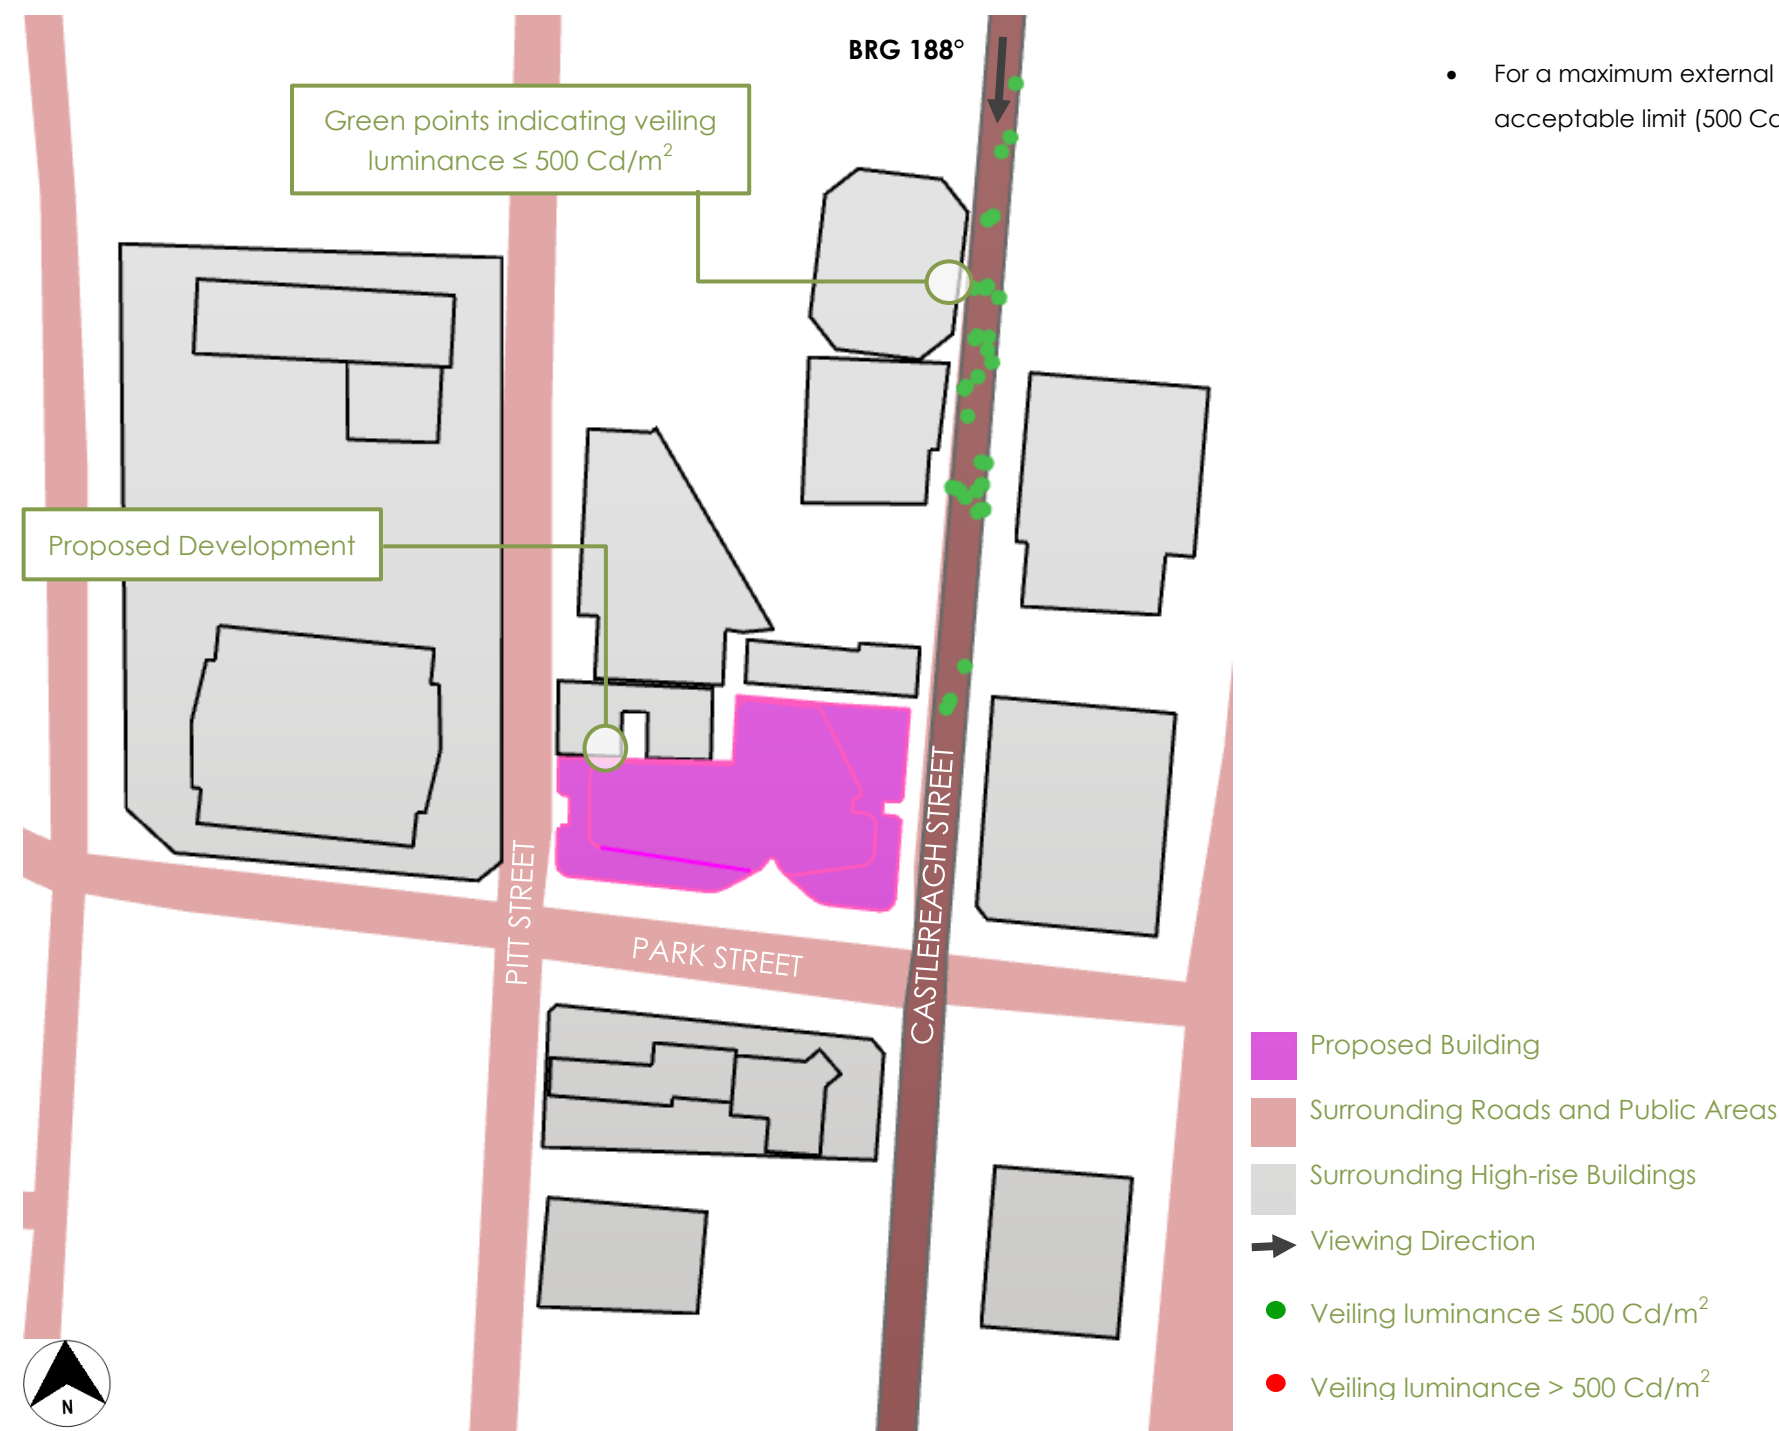 BRG 188°
• For a maximum external
acceptable limit (500
Green points indicating veiling
luminance ≤ 500 Cd/m²
Proposed Development
PITT STREET
PARK STREET
CASTLEREAGH STREET
Proposed Building
Surrounding Roads and Public Areas
Surrounding High-rise Buildings
Viewing Direction
Veiling luminance ≤ 500 Cd/m²
Veiling luminance > 500 Cd/m²
N